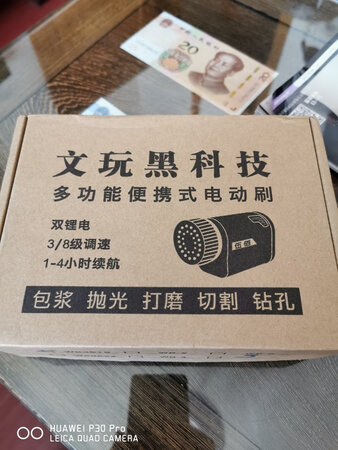 20
文玩黑科技
多功能便携式电动刷
双锂电
3/8级调速
1-4小时续航
包浆 抛光 打磨 切割 钻孔
HUAWEI P30 Pro
LEICA QUAD CAMERA